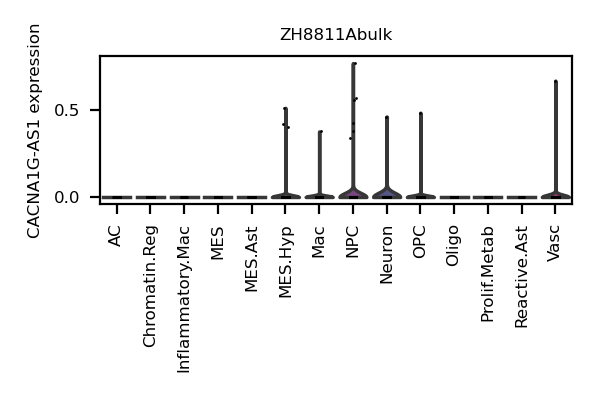 ZH8811Abulk
CACNA1G-AS1 expression
0.5
0.0
AC
Chromatin.Reg
Inflammatory.Mac
MES
MES.Ast
MES.Hyp
Mac
NPC
Neuron
OPC
Oligo
Prolif.Metab
Reactive.Ast
Vasc